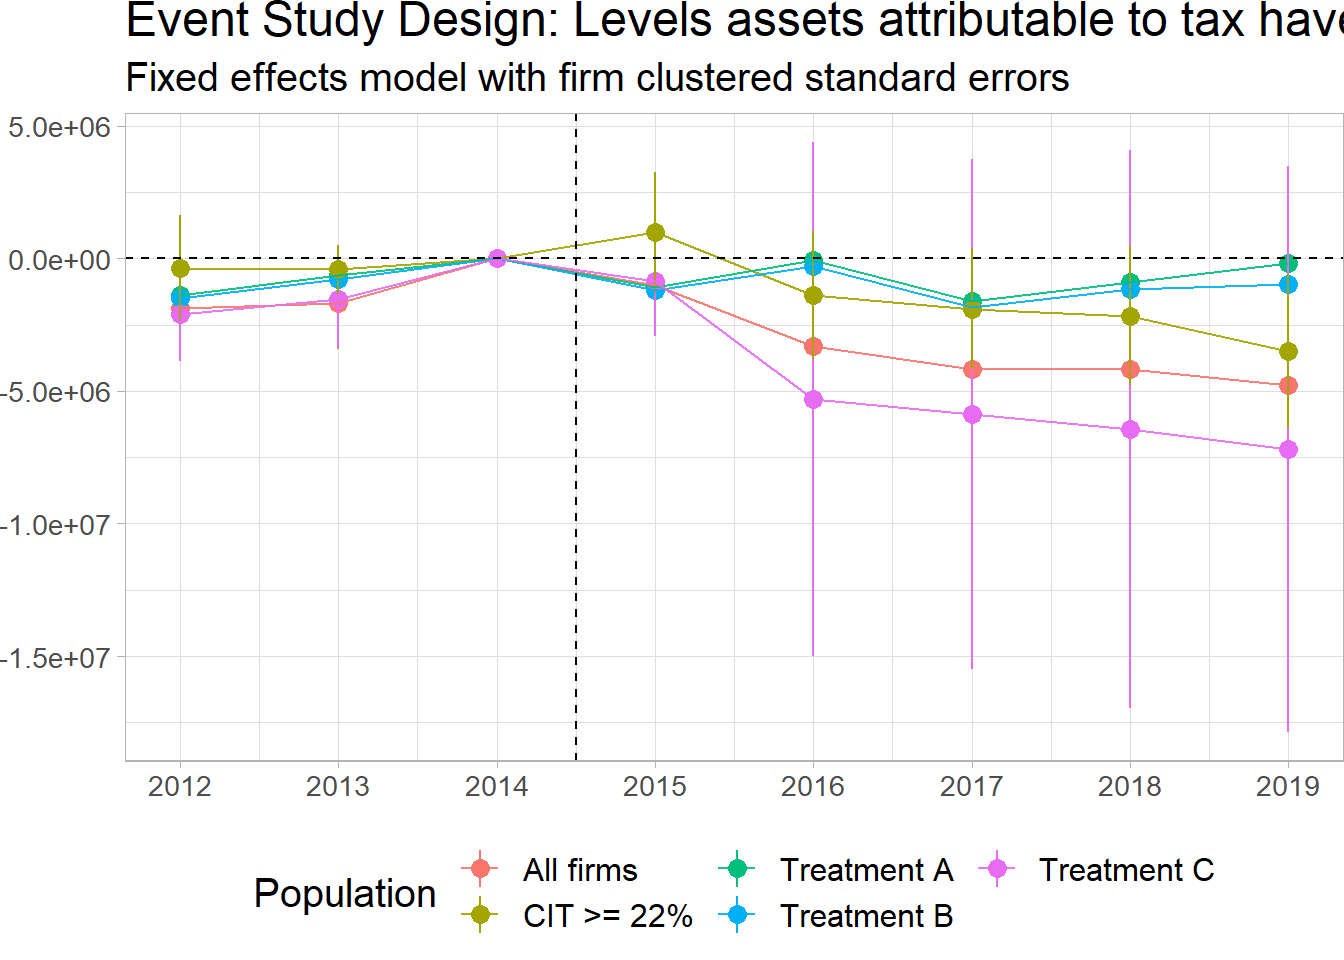 Event Study Design: Levels assets attributable to tax have
Fixed effects model with firm clustered standard errors
5.0e+06
0.0e+00
-5.0e+06
-1.0e+07
-1.5e+07
2012 2013 2014 2015 2016 2017 2018 2019
Population
All firms Treatment A Treatment C
CIT >= 22% Treatment B